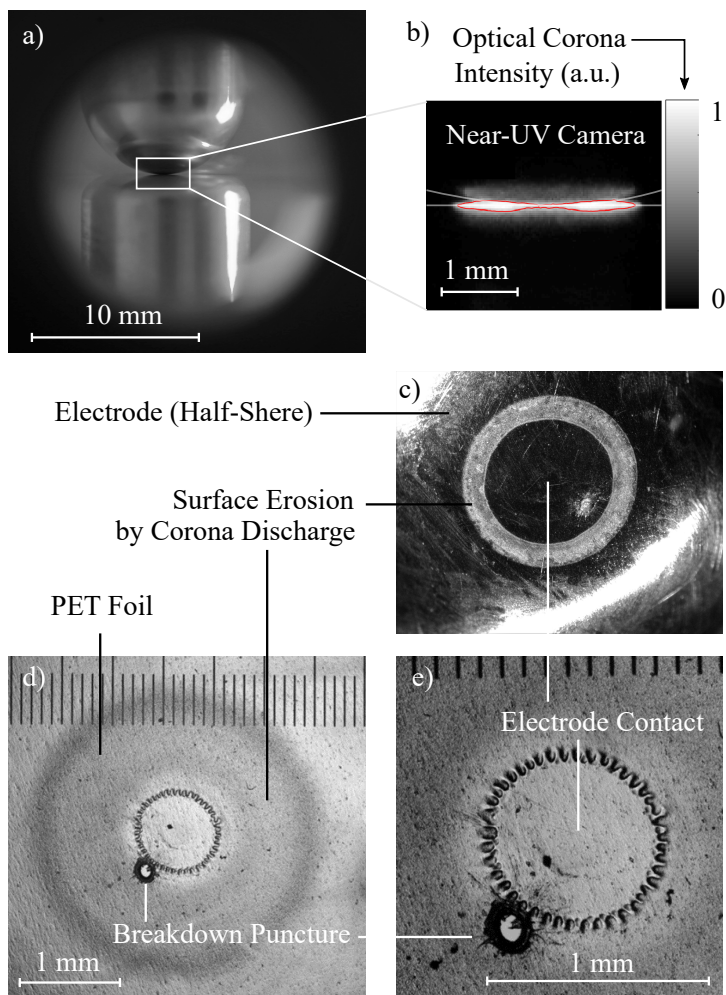 a)
10 mm
b)
Optical Corona
Intensity (a.u.)
Near-UV Camera
1 mm
1
0
c)
Electrode (Half-Shere)
Surface Erosion
by Corona Discharge
PET Foil
d)
e)
Electrode Contact
Breakdown Puncture
1 mm
1 mm